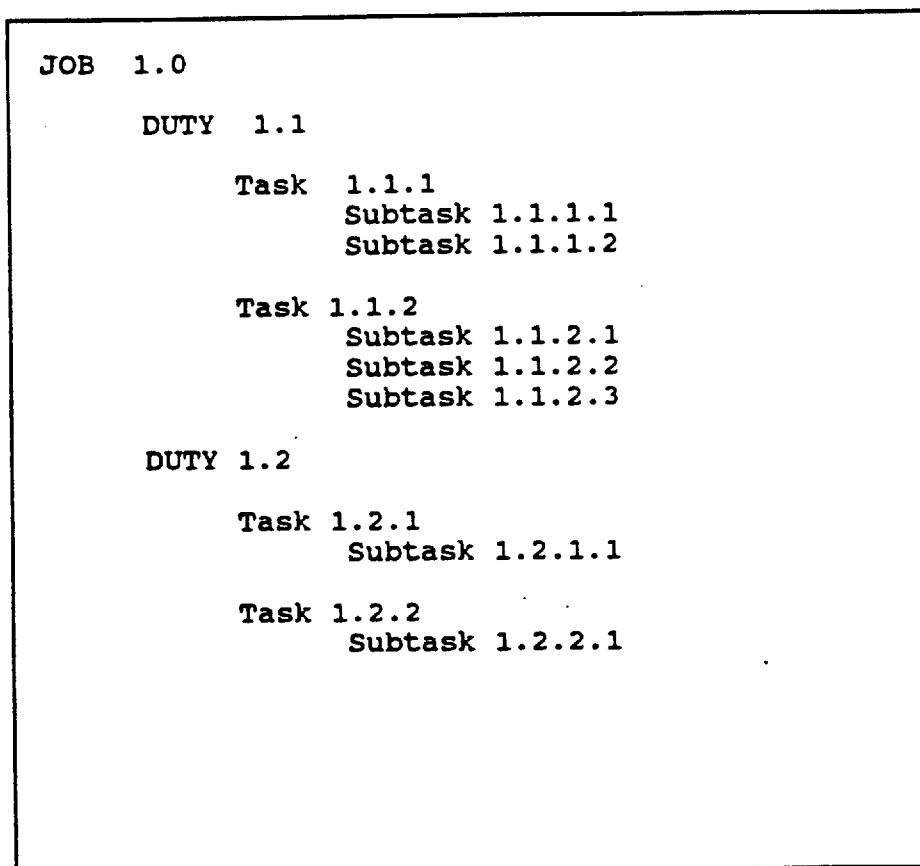 JOB 1.0
DUTY 1.1
Task 1.1.1
Subtask 1.1.1.1
Subtask 1.1.1.2
Task 1.1.2
Subtask 1.1.2.1
Subtask 1.1.2.2
Subtask 1.1.2.3
DUTY 1.2
Task 1.2.1
Subtask 1.2.1.1
Task 1.2.2
Subtask 1.2.2.1